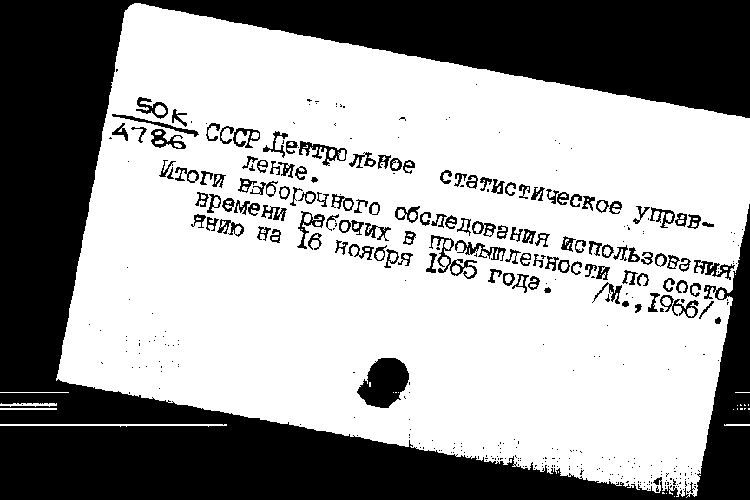 50к
4786
СССР.Центральное статистическое управ-
ление.
Итоги выборочного обследования использования
времени рабочих в промышленности по состо-
янию на 16 ноября 1965 года. /М.,1966/.